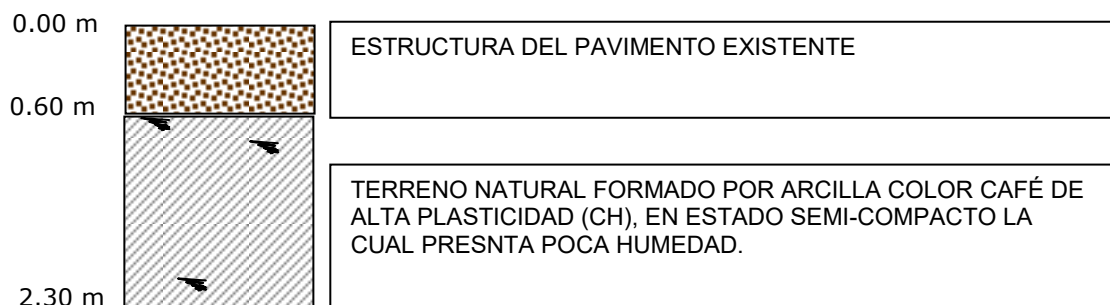 0.00 m
ESTRUCTURA DEL PAVIMENTO EXISTENTE
0.60 m
TERRENO NATURAL FORMADO POR ARCILLA COLOR CAFÉ DE
ALTA PLASTICIDAD (CH), EN ESTADO SEMI-COMPACTO LA
CUAL PRESNTA POCA HUMEDAD.
2.30 m